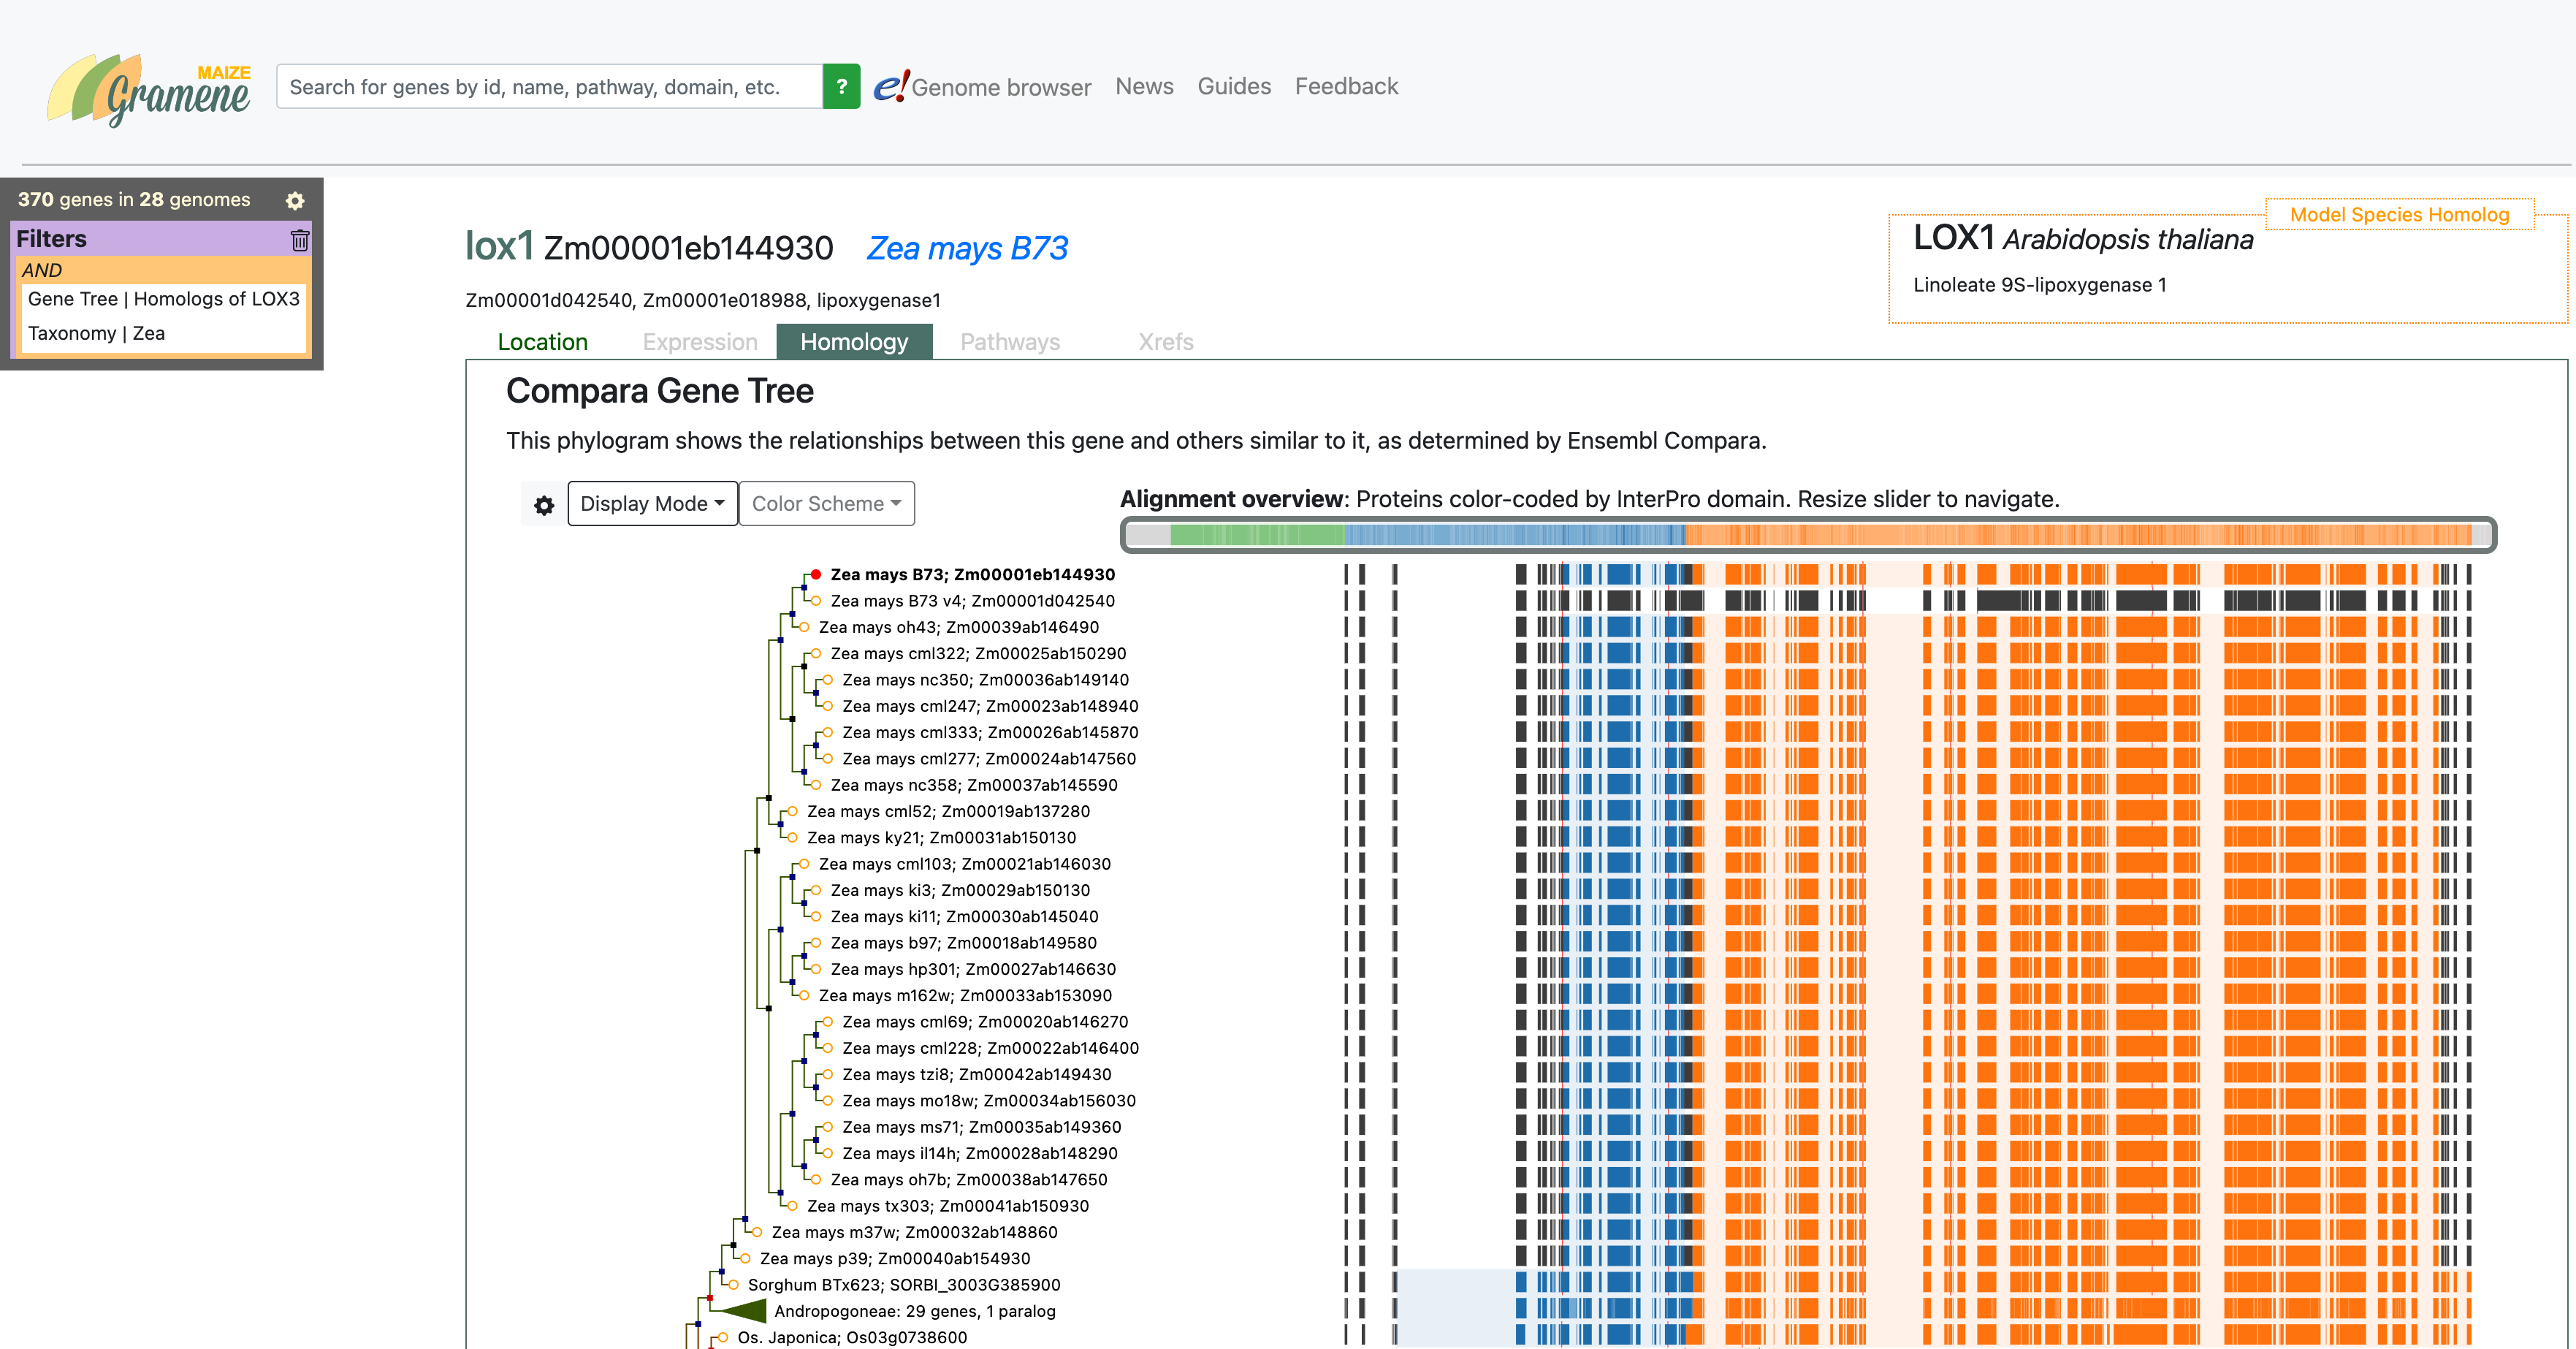 MAIZE
Gramene
Search for genes by id, name, pathway, domain, etc.
?
e! Genome browser
News
Guides
Feedback
370 genes in 28 genomes
Filters
AND
Gene Tree | Homologs of LOX3
Taxonomy | Zea
lox1 Zm00001eb144930 Zea mays B73
Zm00001d042540, Zm00001e018988, lipoxygenase1
Model Species Homolog
LOX1 Arabidopsis thaliana
Linoleate 9S-lipoxygenase 1
Location
Expression
Homology
Pathways
Xrefs
Compara Gene Tree
This phylogram shows the relationships between this gene and others similar to it, as determined by Ensembl Compara.
Display Mode
Color Scheme
Alignment overview: Proteins color-coded by InterPro domain. Resize slider to navigate.
Zea mays B73; Zm00001eb144930
Zea mays B73 v4; Zm00001d042540
Zea mays oh43; Zm00039ab146490
Zea mays cml322; Zm00025ab150290
Zea mays nc350; Zm00036ab149140
Zea mays cml247; Zm00023ab148940
Zea mays cml333; Zm00026ab145870
Zea mays cml277; Zm00024ab147560
Zea mays nc358; Zm00037ab145590
Zea mays cml52; Zm00019ab137280
Zea mays ky21; Zm00031ab150130
Zea mays cml103; Zm00021ab146030
Zea mays ki3; Zm00029ab150130
Zea mays ki11; Zm00030ab145040
Zea mays b97; Zm00018ab149580
Zea mays hp301; Zm00027ab146630
Zea mays m162w; Zm00033ab153090
Zea mays cml69; Zm00020ab146270
Zea mays cml228; Zm00022ab146400
Zea mays tzi8; Zm00042ab149430
Zea mays mo18w; Zm00034ab156030
Zea mays ms71; Zm00035ab149360
Zea mays il14h; Zm00028ab148290
Zea mays oh7b; Zm00038ab147650
Zea mays tx303; Zm00041ab150930
Zea mays m37w; Zm00032ab148860
Zea mays p39; Zm00040ab154930
Sorghum BTx623; SORBI_3003G385900
Andropogoneae: 29 genes, 1 paralog
Os. Japonica; Os03g0738600